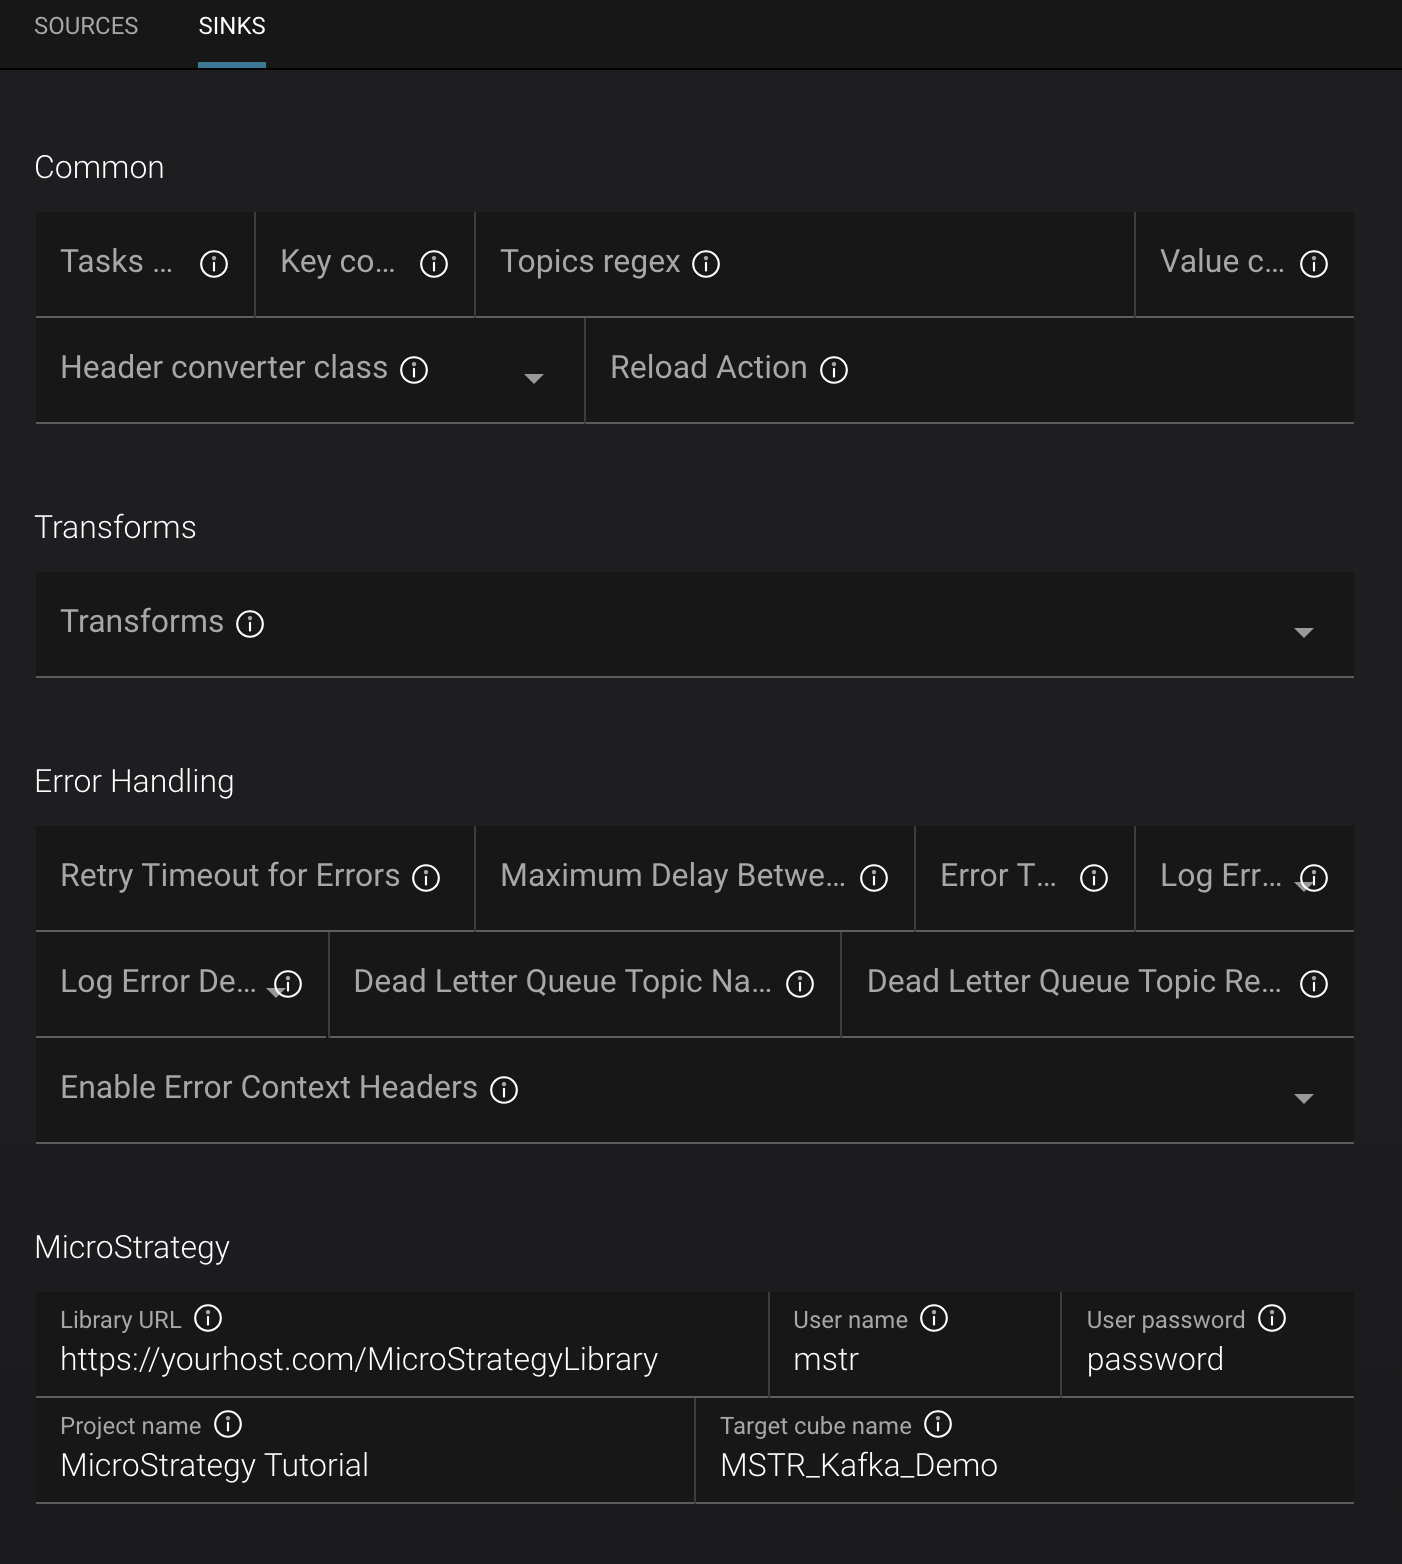 SOURCES SINKS
Common
Tasks ... Key co... Topics regex Value c...
Header converter class Reload Action
Transforms
Transforms
Error Handling
Retry Timeout for Errors Maximum Delay Betwe... Error T... Log Err...
Log Error De... Dead Letter Queue Topic Na... Dead Letter Queue Topic Re...
Enable Error Context Headers
MicroStrategy
Library URL User name User password
https://yourhost.com/MicroStrategyLibrary mstr password
Project name Target cube name
MicroStrategy Tutorial MSTR_Kafka_Demo